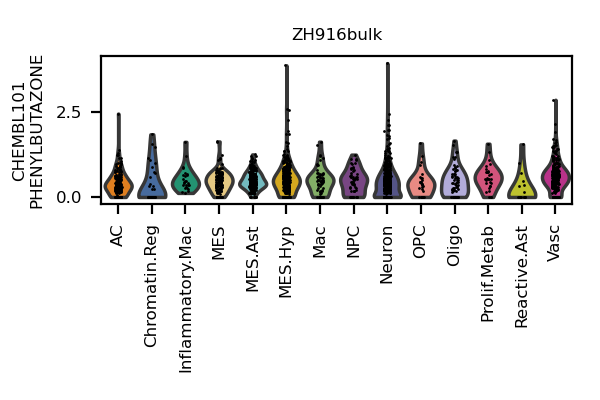 ZH916bulk
CHEMBL101
PHENYLBUTAZONE
2.5
0.0
AC
Chromatin.Reg
Inflammatory.Mac
MES
MES.Ast
MES.Hyp
Mac
NPC
Neuron
OPC
Oligo
Prolif.Metab
Reactive.Ast
Vasc